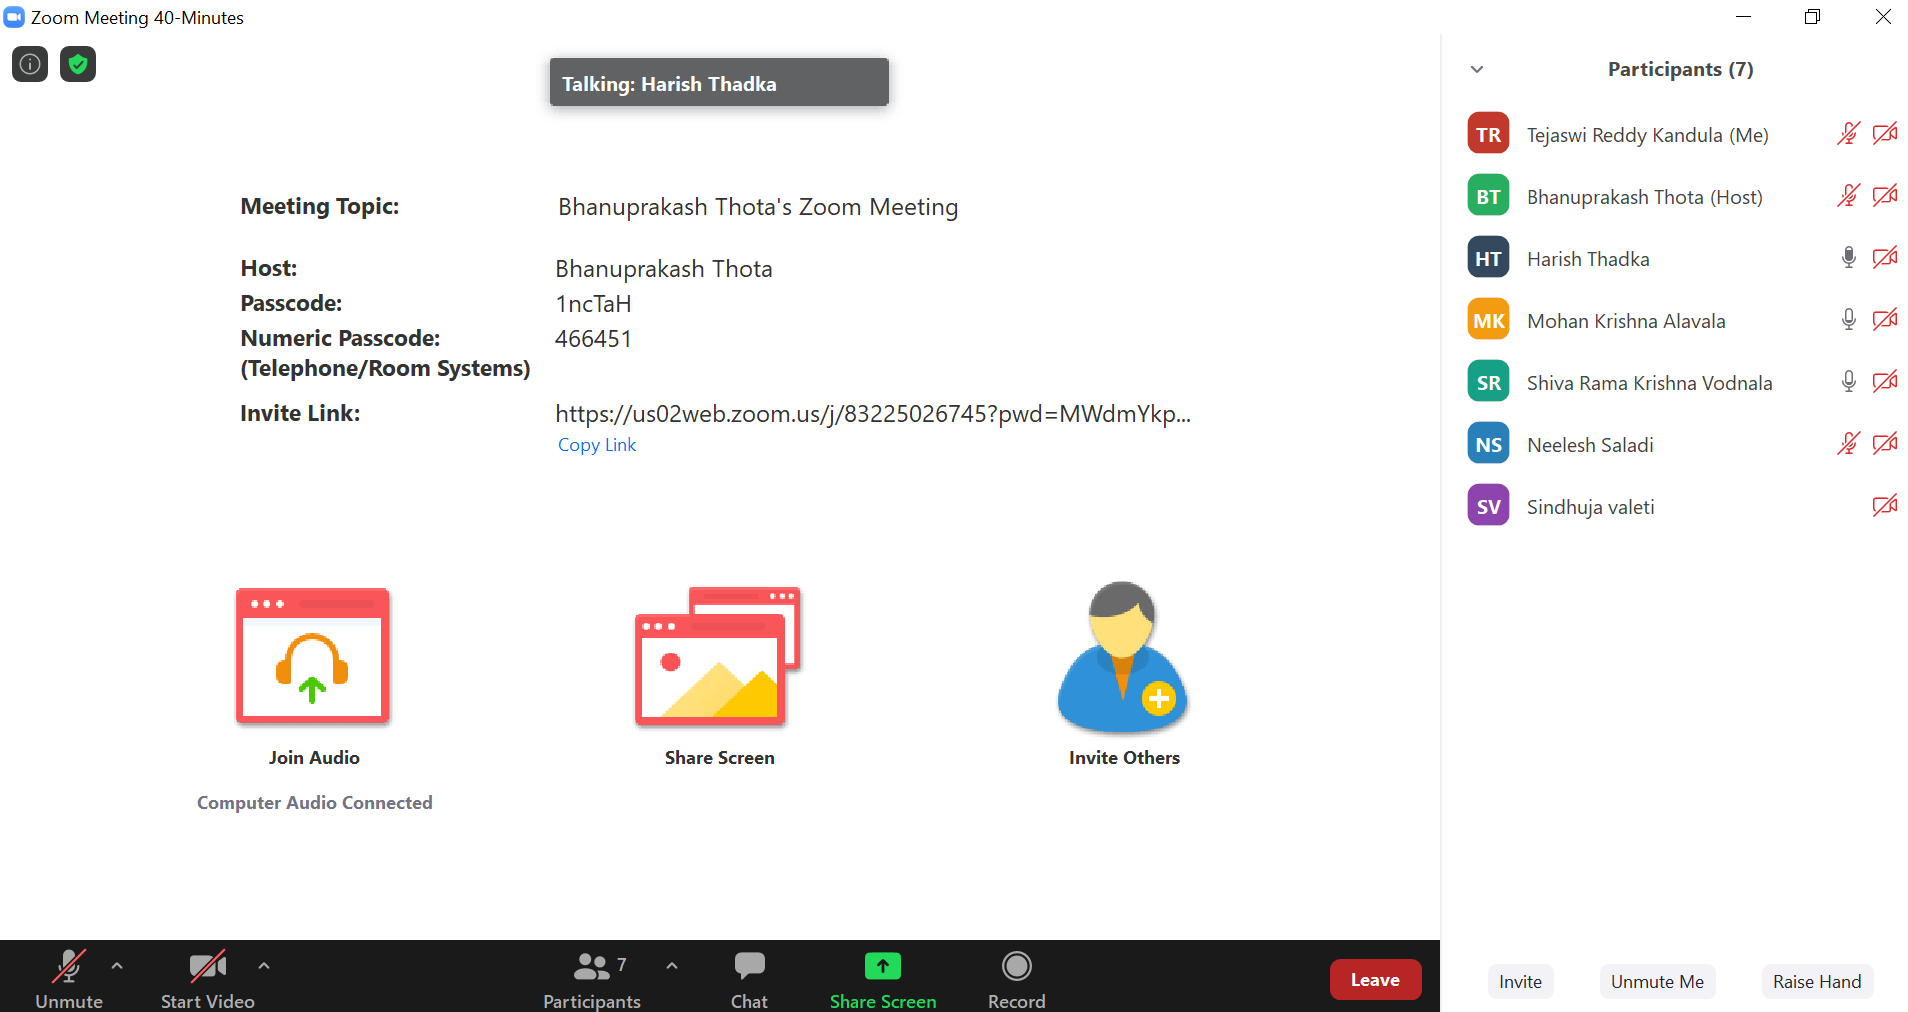 Zoom Meeting 40-Minutes
Talking: Harish Thadka
Meeting Topic: Bhanuprakash Thota's Zoom Meeting
Host: Bhanuprakash Thota
Passcode: 1ncTaH
Numeric Passcode: 466451
(Telephone/Room Systems)
Invite Link: https://us02web.zoom.us/j/83225026745?pwd=MWdmYkp...
Copy Link
Join Audio
Share Screen
Invite Others
Computer Audio Connected
Unmute
Start Video
7
Participants
Chat
Share Screen
Record
Leave
Participants (7)
TR Tejaswi Reddy Kandula (Me)
BT Bhanuprakash Thota (Host)
HT Harish Thadka
MK Mohan Krishna Alavala
SR Shiva Rama Krishna Vodnala
NS Neelesh Saladi
SV Sindhuja valeti
Invite
Unmute Me
Raise Hand